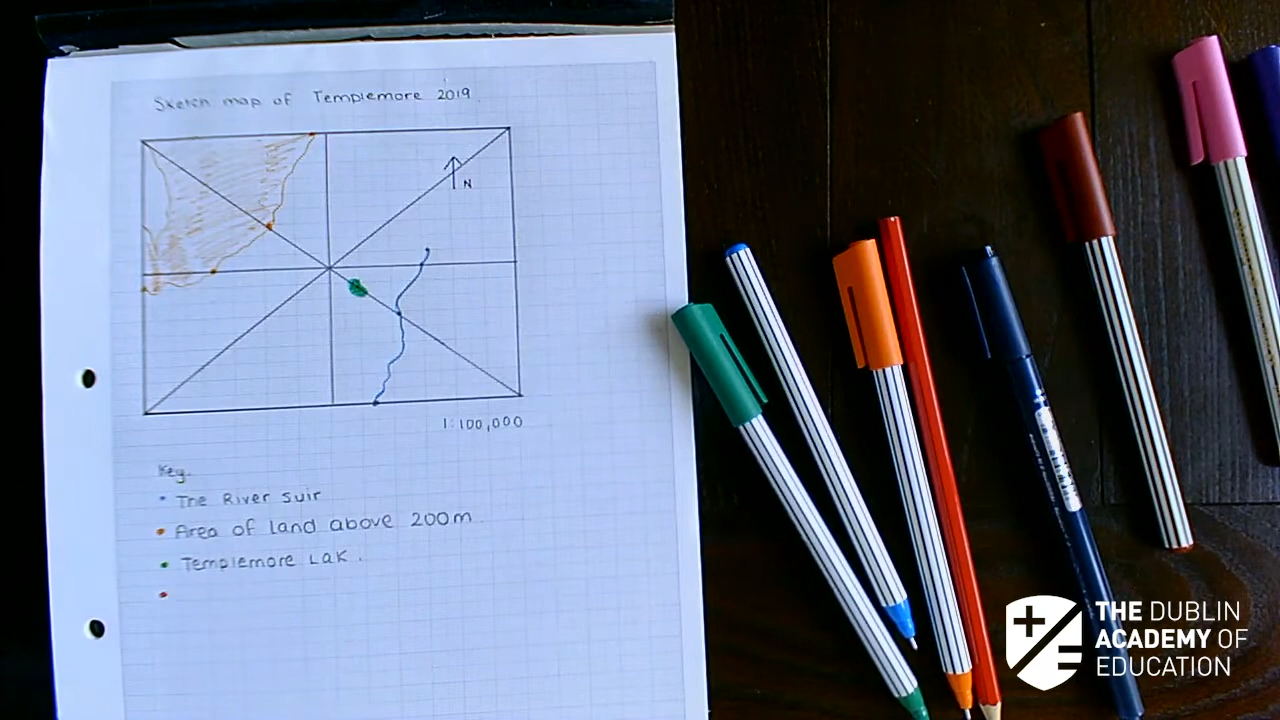 Sketch map of Templemore 2019
N
1:100,000
Key.
The River Suir
Area of land above 200m
Templemore Lak.
THE DUBLIN
ACADEMY OF
EDUCATION